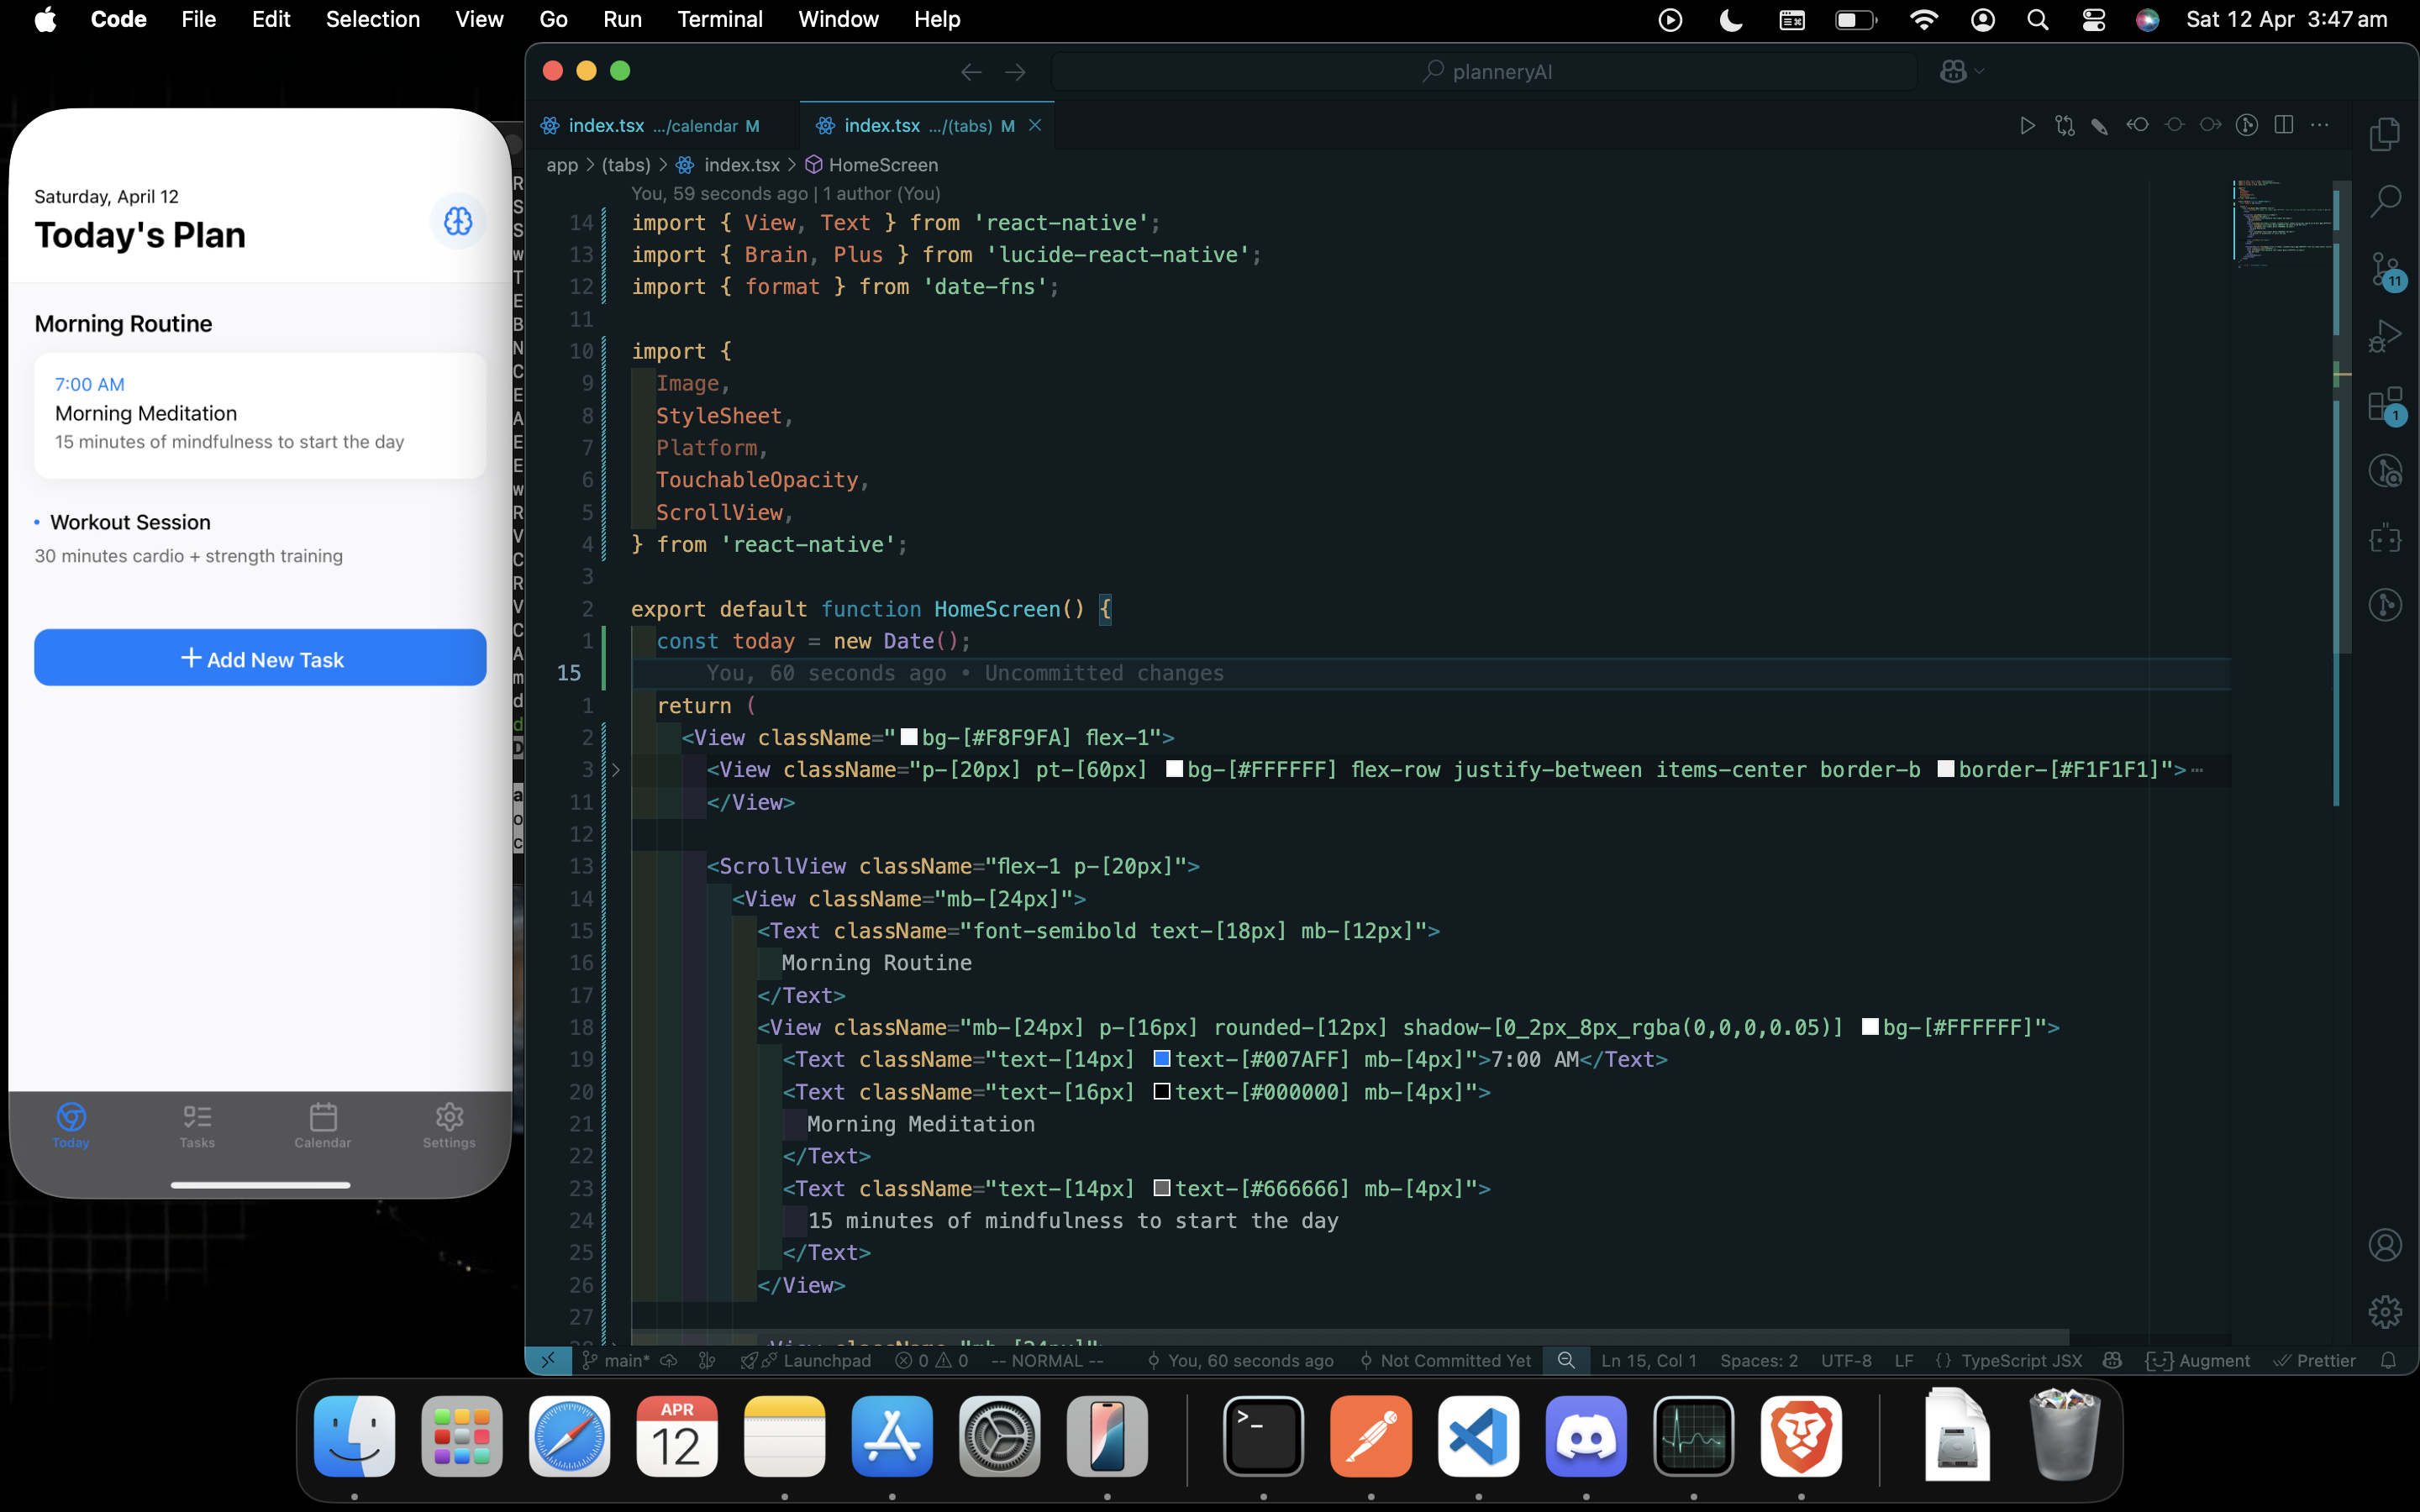 Code File Edit Selection View Go Run Terminal Window Help
Sat 12 Apr 3:47 am
Saturday, April 12
Today's Plan
Morning Routine
7:00 AM
Morning Meditation
15 minutes of mindfulness to start the day
• Workout Session
30 minutes cardio + strength training
+ Add New Task
Today Tasks Calendar Settings
R
S
S
w
T
E
B
N
C
E
A
E
E
w
R
V
C
R
V
C
A
m
d
d
D
a
o
c
planneryAI
index.tsx .../calendar M
index.tsx .../(tabs) M
app > (tabs) > index.tsx > HomeScreen
You, 59 seconds ago | 1 author (You)
14 import { View, Text } from 'react-native';
13 import { Brain, Plus } from 'lucide-react-native';
12 import { format } from 'date-fns';
11
10 import {
9 Image,
8 StyleSheet,
7 Platform,
6 TouchableOpacity,
5 ScrollView,
4 } from 'react-native';
3
2 export default function HomeScreen() {
1 const today = new Date();
15 You, 60 seconds ago • Uncommitted changes
1 return (
2 <View className="bg-[#F8F9FA] flex-1">
3 <View className="p-[20px] pt-[60px] bg-[#FFFFFF] flex-row justify-between items-center border-b border-[#F1F1F1]">…
11 </View>
12
13 <ScrollView className="flex-1 p-[20px]">
14 <View className="mb-[24px]">
15 <Text className="font-semibold text-[18px] mb-[12px]">
16 Morning Routine
17 </Text>
18 <View className="mb-[24px] p-[16px] rounded-[12px] shadow-[0_2px_8px_rgba(0,0,0,0.05)] bg-[#FFFFFF]">
19 <Text className="text-[14px] text-[#007AFF] mb-[4px]">7:00 AM</Text>
20 <Text className="text-[16px] text-[#000000] mb-[4px]">
21 Morning Meditation
22 </Text>
23 <Text className="text-[14px] text-[#666666] mb-[4px]">
24 15 minutes of mindfulness to start the day
25 </Text>
26 </View>
27
28 <View className="mb-[24px]">
11
1
main* Launchpad 0 0 -- NORMAL -- You, 60 seconds ago Not Committed Yet Ln 15, Col 1 Spaces: 2 UTF-8 LF {} TypeScript JSX Augment Prettier
APR
12
>_